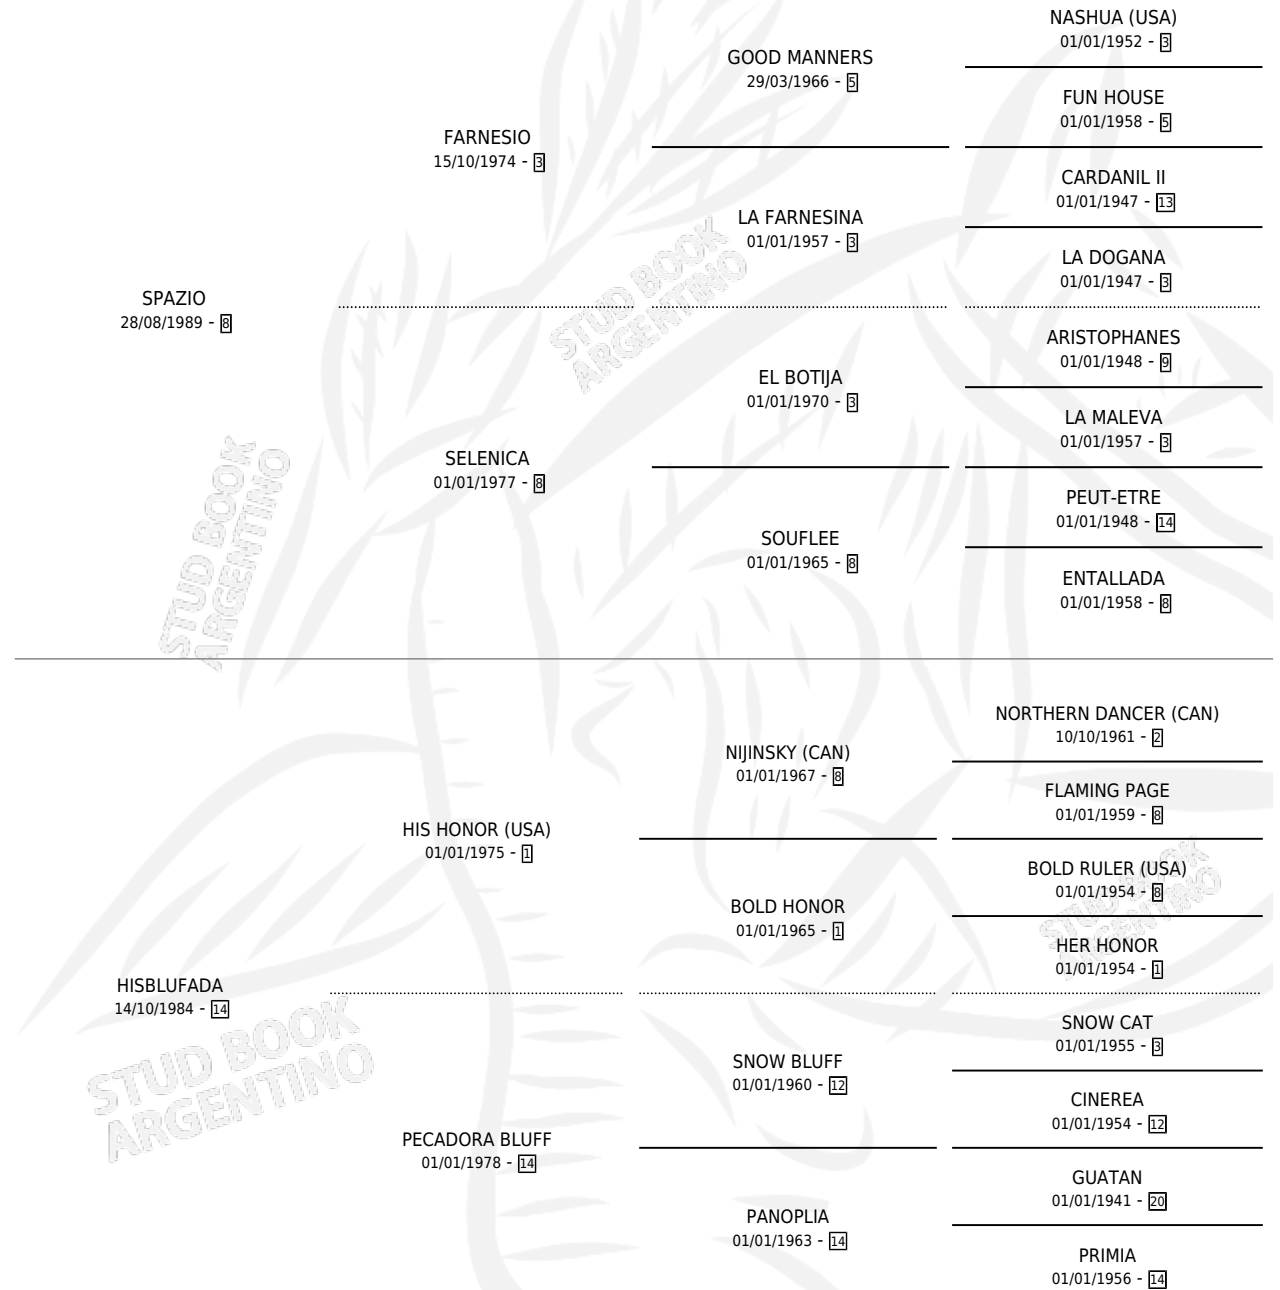 NASHUA (USA)
01/01/1952 - 3
GOOD MANNERS
29/03/1966 - 5
FUN HOUSE
01/01/1958 - 5
FARNESIO
15/10/1974 - 3
CARDANIL II
01/01/1947 - 13
LA FARNESINA
01/01/1957 - 3
LA DOGANA
01/01/1947 - 3
SPAZIO
28/08/1989 - 8
STUD BOOK
ARGENTINO
ARISTOPHANES
01/01/1948 - 9
EL BOTIJA
01/01/1970 - 3
LA MALEVA
01/01/1957 - 3
SELENICA
01/01/1977 - 8
PEUT-ETRE
01/01/1948 - 14
SOUFLEE
01/01/1965 - 8
ENTALLADA
01/01/1958 - 8
STUD BOOK
ARGENTINO
NORTHERN DANCER (CAN)
10/10/1961 - 2
NIJINSKY (CAN)
01/01/1967 - 8
FLAMING PAGE
01/01/1959 - 8
HIS HONOR (USA)
01/01/1975 - 1
BOLD RULER (USA)
01/01/1954 - 8
STUD BOOK
ARGENTINO
BOLD HONOR
01/01/1965 - 1
HER HONOR
01/01/1954 - 1
HISBLUFADA
14/10/1984 - 14
STUD BOOK
ARGENTINO
SNOW CAT
01/01/1955 - 3
SNOW BLUFF
01/01/1960 - 12
CINEREA
01/01/1954 - 12
PECADORA BLUFF
01/01/1978 - 14
GUATAN
01/01/1941 - 20
PANOPLIA
01/01/1963 - 14
PRIMIA
01/01/1956 - 14